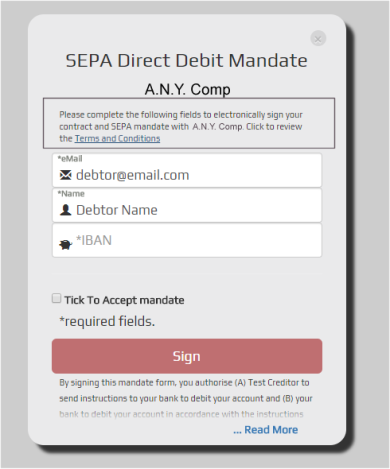 SEPA Direct Debit Mandate
A.N.Y. Comp
Please complete the following fields to electronically sign your
contract and SEPA mandate with A.N.Y. Comp. Click to review
the Terms and Conditions
*eMail
debtor@email.com
*Name
Debtor Name
*IBAN
Tick To Accept mandate
*required fields.
Sign
By signing this mandate form, you authorise (A) Test Creditor to
send instructions to your bank to debit your account and (B) your
bank to debit your account in accordance with the instructions
... Read More